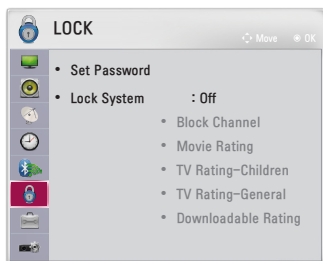 LOCK
Move OK
• Set Password
• Lock System : Off
• Block Channel
• Movie Rating
• TV Rating-Children
• TV Rating-General
• Downloadable Rating